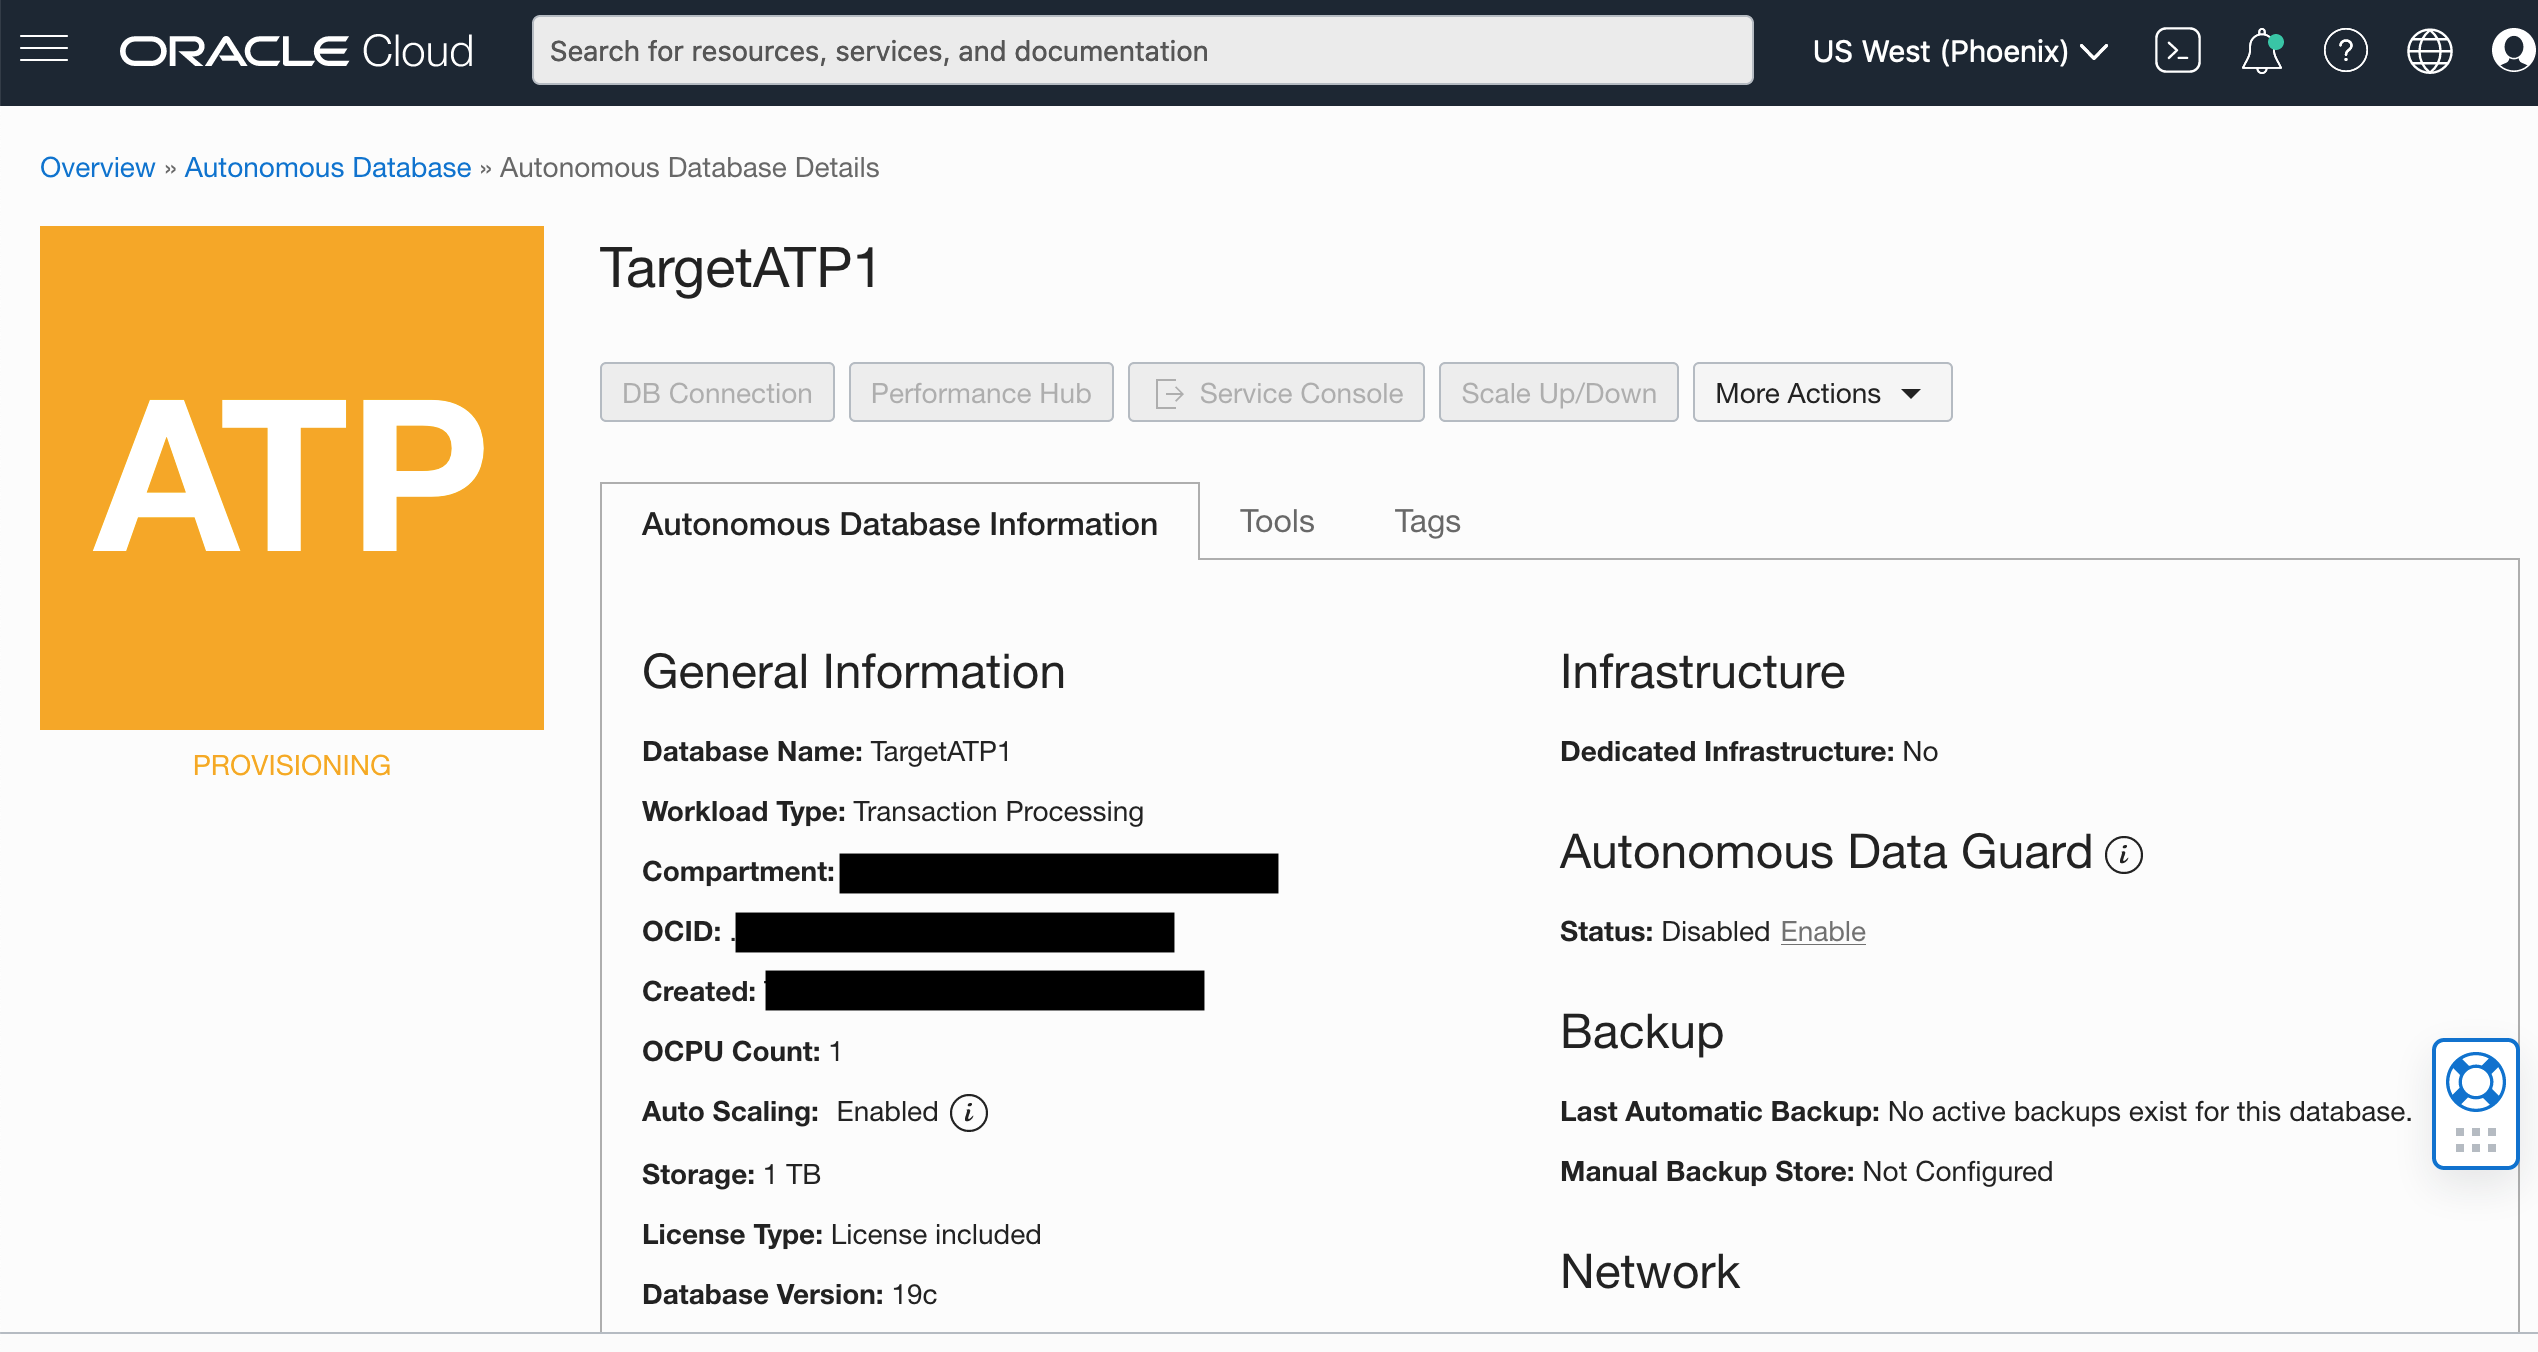 ORACLE Cloud
Search for resources, services, and documentation
US West (Phoenix)
Overview » Autonomous Database » Autonomous Database Details
ATP
PROVISIONING
TargetATP1
DB Connection
Performance Hub
Service Console
Scale Up/Down
More Actions
Autonomous Database Information
Tools
Tags
General Information
Database Name: TargetATP1
Workload Type: Transaction Processing
Compartment:
OCID: .
Created:
OCPU Count: 1
Auto Scaling: Enabled
Storage: 1 TB
License Type: License included
Database Version: 19c
Infrastructure
Dedicated Infrastructure: No
Autonomous Data Guard
Status: Disabled Enable
Backup
Last Automatic Backup: No active backups exist for this database.
Manual Backup Store: Not Configured
Network